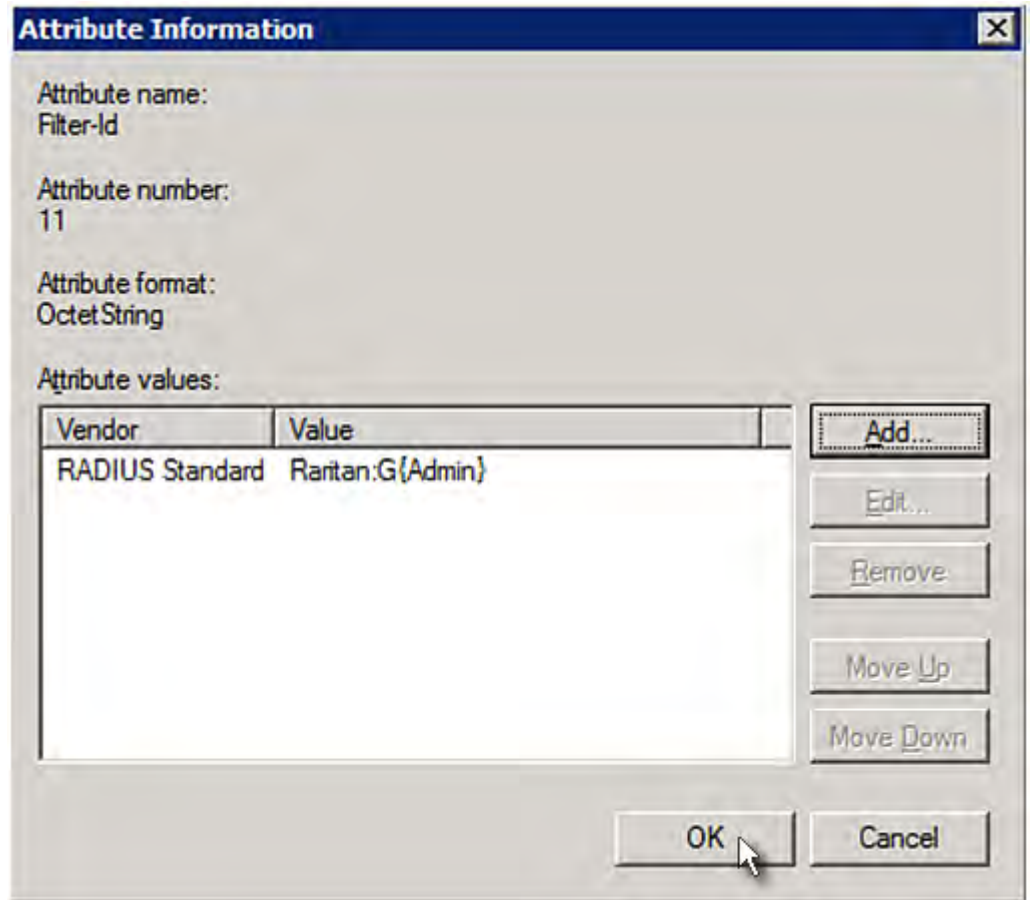 Attribute Information
Attribute name:
Filter-Id
Attribute number:
11
Attribute format:
OctetString
Attribute values:
Vendor Value
RADIUS Standard Raritan:G{Admin}
Add...
Edit...
Remove
Move Up
Move Down
OK Cancel